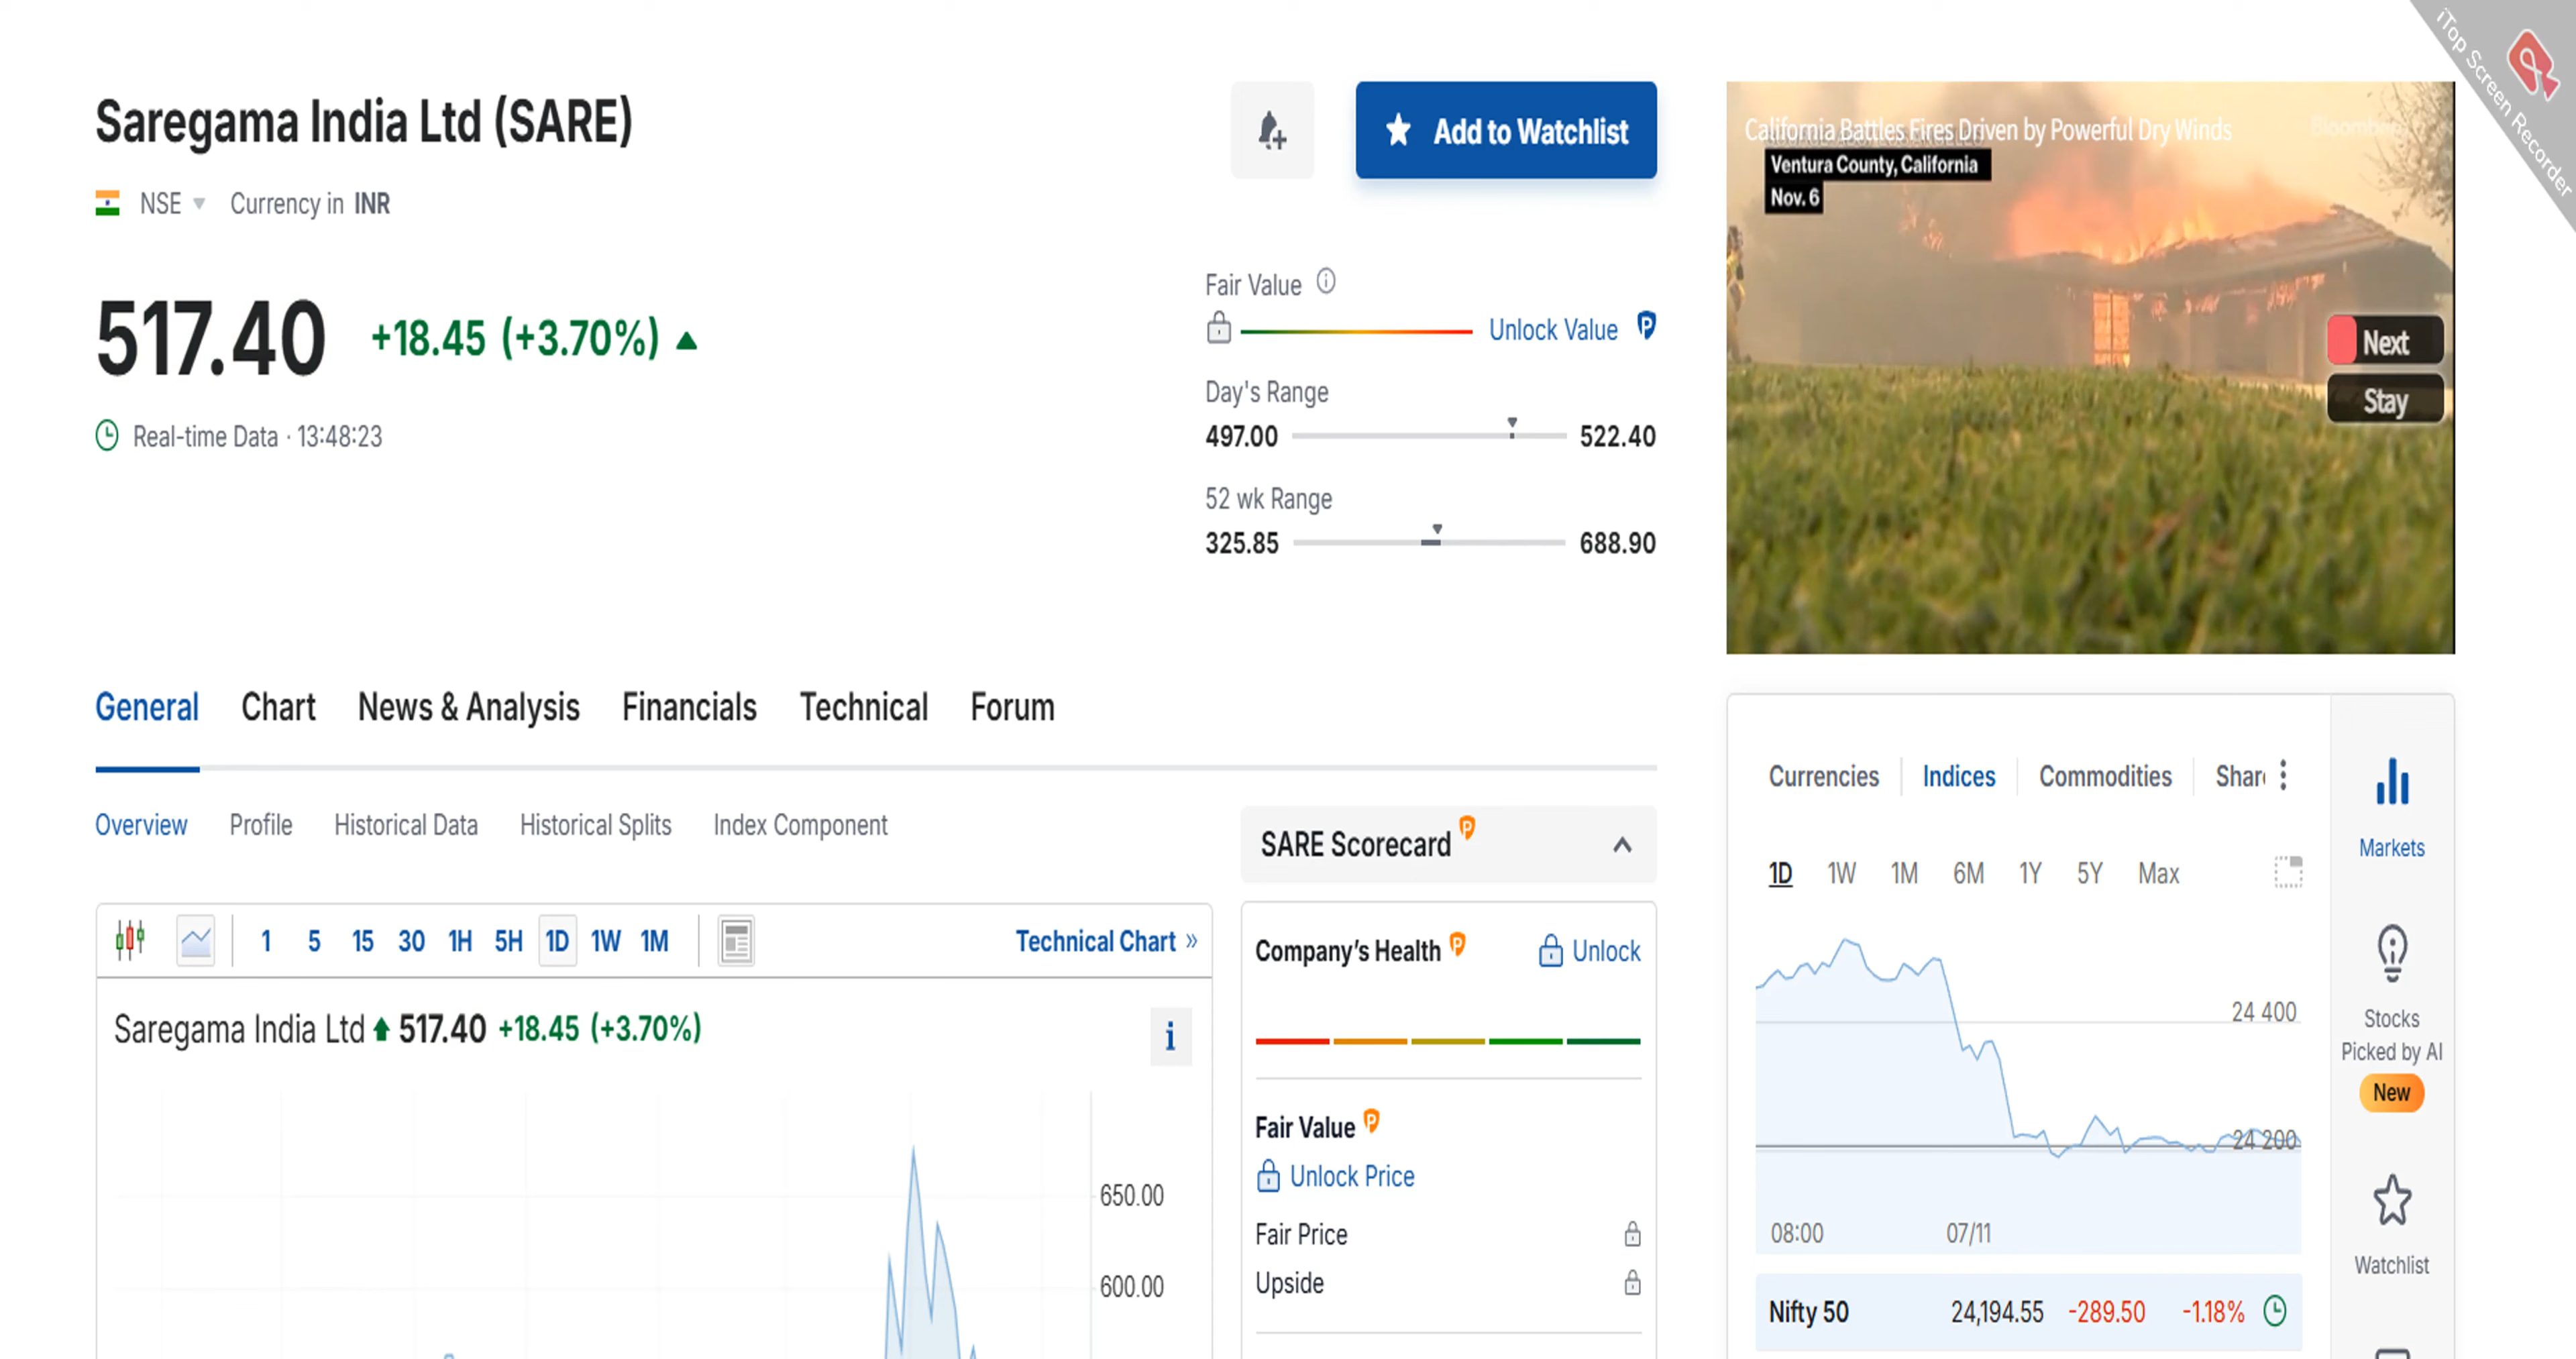 iTop Screen Recorder
Saregama India Ltd (SARE)
Add to Watchlist
NSE Currency in INR
517.40 +18.45 (+3.70%)
Real-time Data · 13:48:23
Fair Value
Unlock Value
Day's Range
497.00 522.40
52 wk Range
325.85 688.90
California Battles Fires Driven by Powerful Dry Winds
Ventura County, California
Nov. 6
Next
Stay
General Chart News & Analysis Financials Technical Forum
Overview Profile Historical Data Historical Splits Index Component
1 5 15 30 1H 5H 1D 1W 1M Technical Chart »
Saregama India Ltd 517.40 +18.45 (+3.70%)
650.00
600.00
SARE Scorecard
Company's Health Unlock
Fair Value
Unlock Price
Fair Price
Upside
Currencies Indices Commodities
1D 1W 1M 6M 1Y 5Y Max
24 400
24 200
08:00 07/11
Nifty 50 24,194.55 -289.50 -1.18%
Markets
Stocks
Picked by AI
New
Watchlist